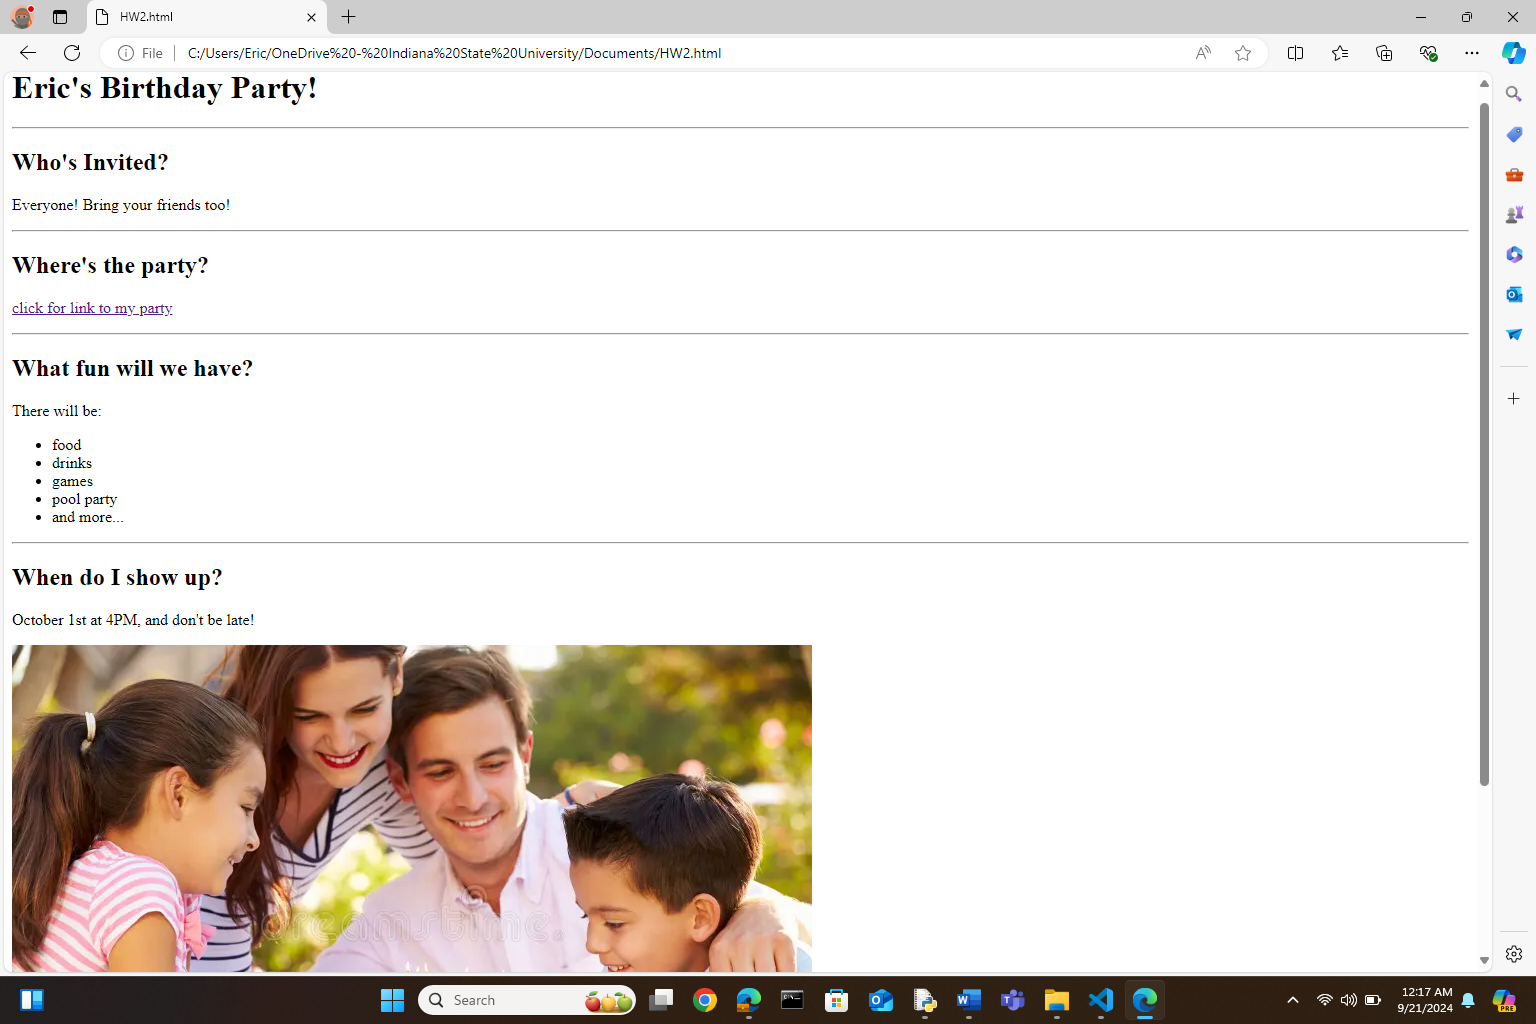 HW2.html
File
C:/Users/Eric/OneDrive%20-%20Indiana%20State%20University/Documents/HW2.html
Eric's Birthday Party!
Who's Invited?
Everyone! Bring your friends too!
Where's the party?
click for link to my party
What fun will we have?
There will be:
food
drinks
games
pool party
and more...
When do I show up?
October 1st at 4PM, and don't be late!
dreamstime.
Search
12:17 AM
9/21/2024
PRE